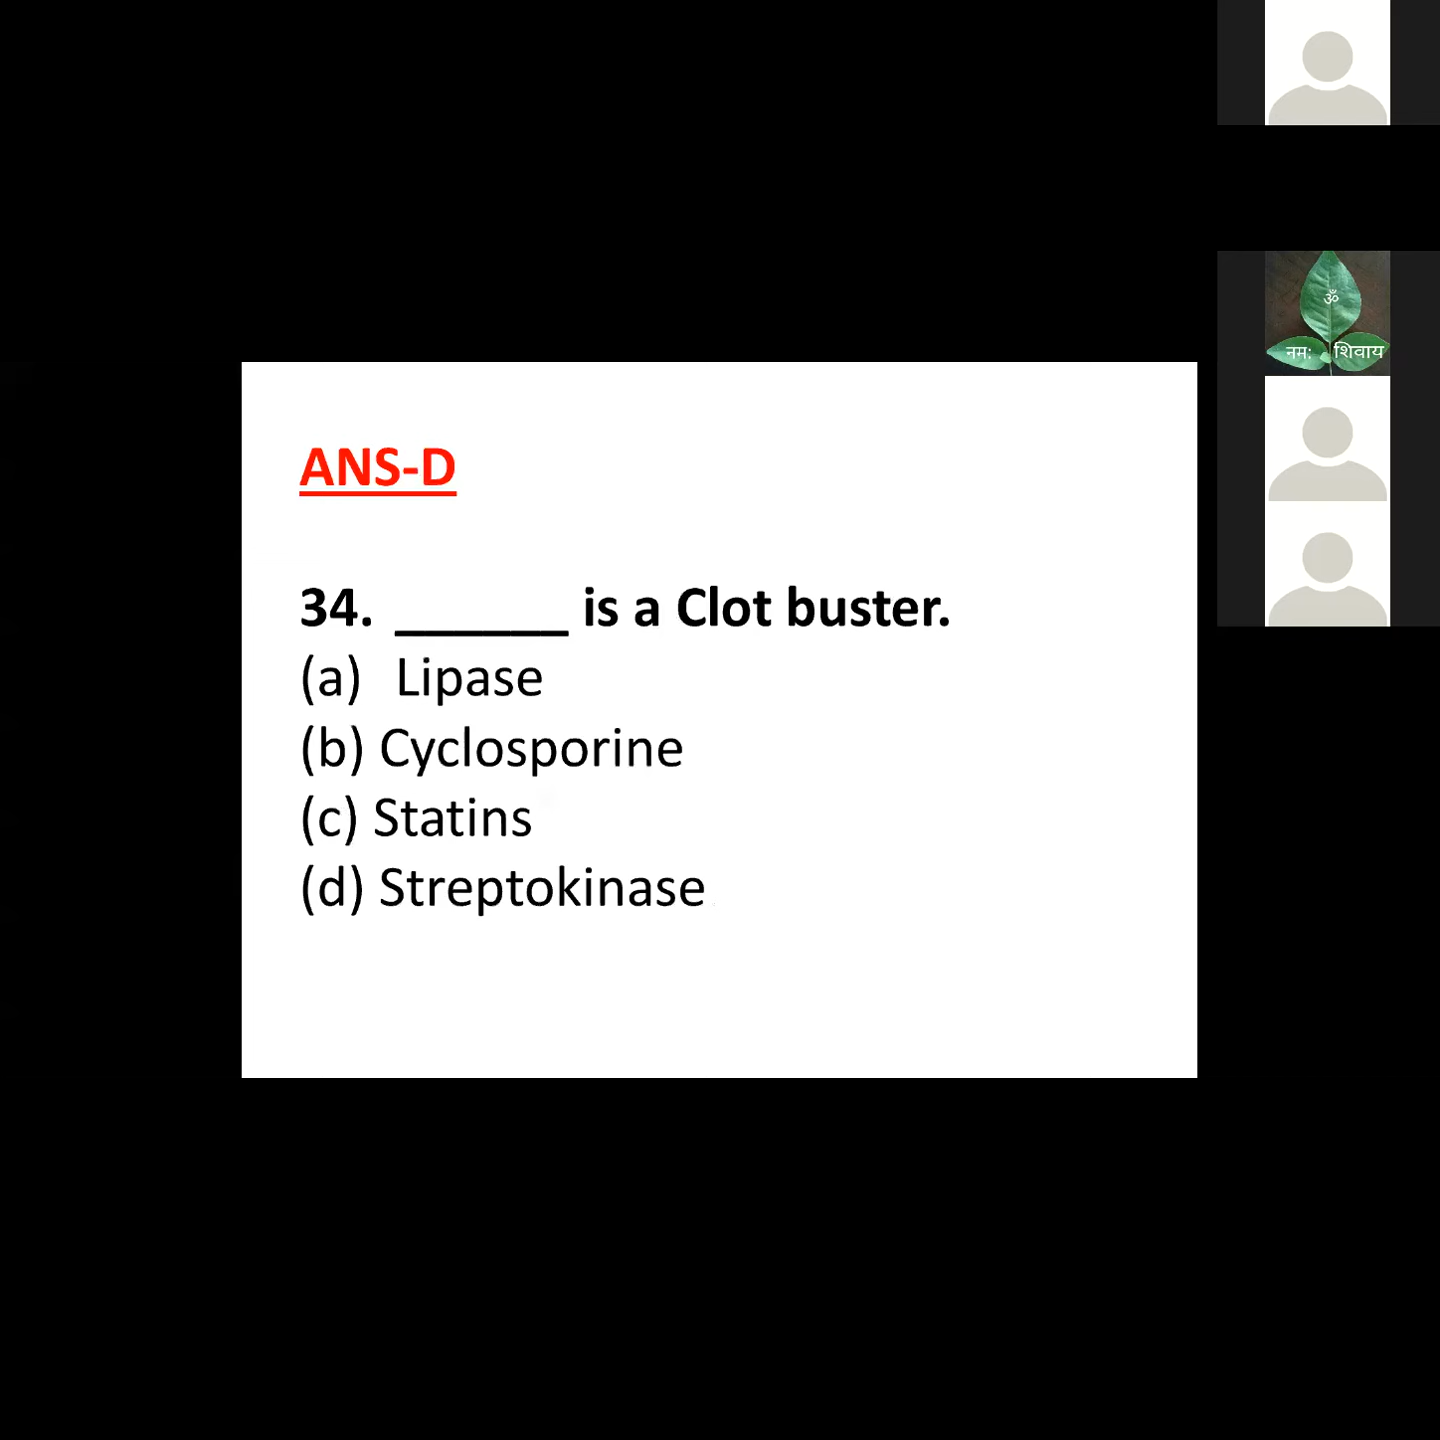 ANS-D
34. ______ is a Clot buster.
(a) Lipase
(b) Cyclosporine
(c) Statins
(d) Streptokinase
ॐ
नमः शिवाय